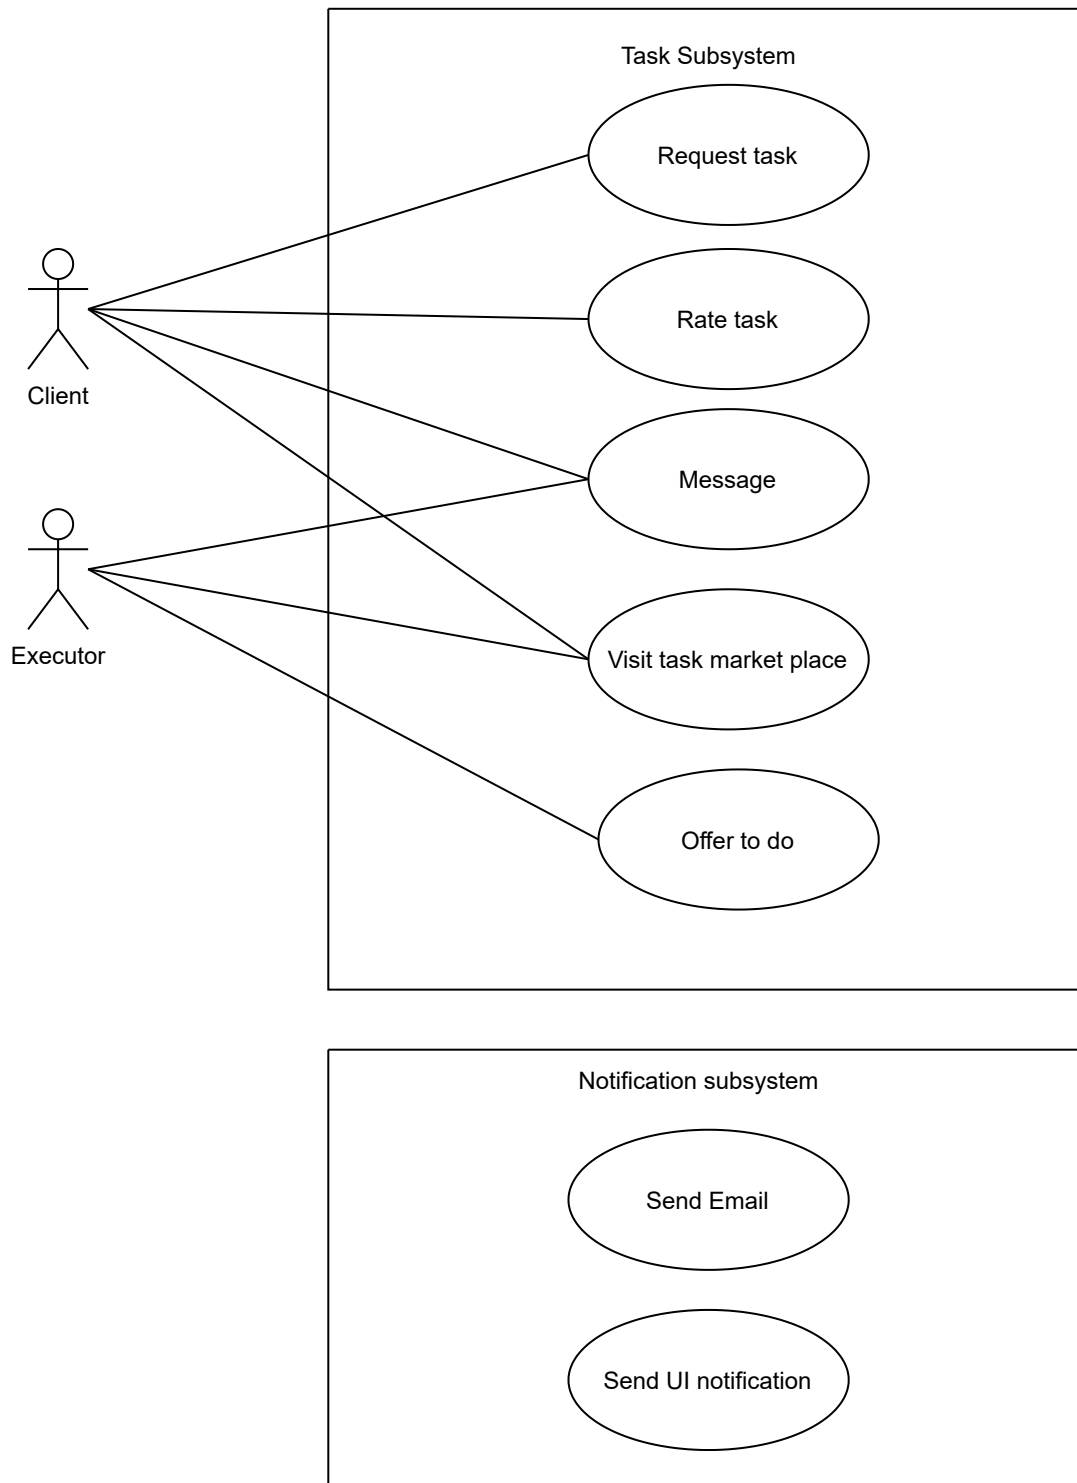 Task Subsystem
Request task
Rate task
Client
Message
Executor
Visit task market place
Offer to do
Notification subsystem
Send Email
Send UI notification